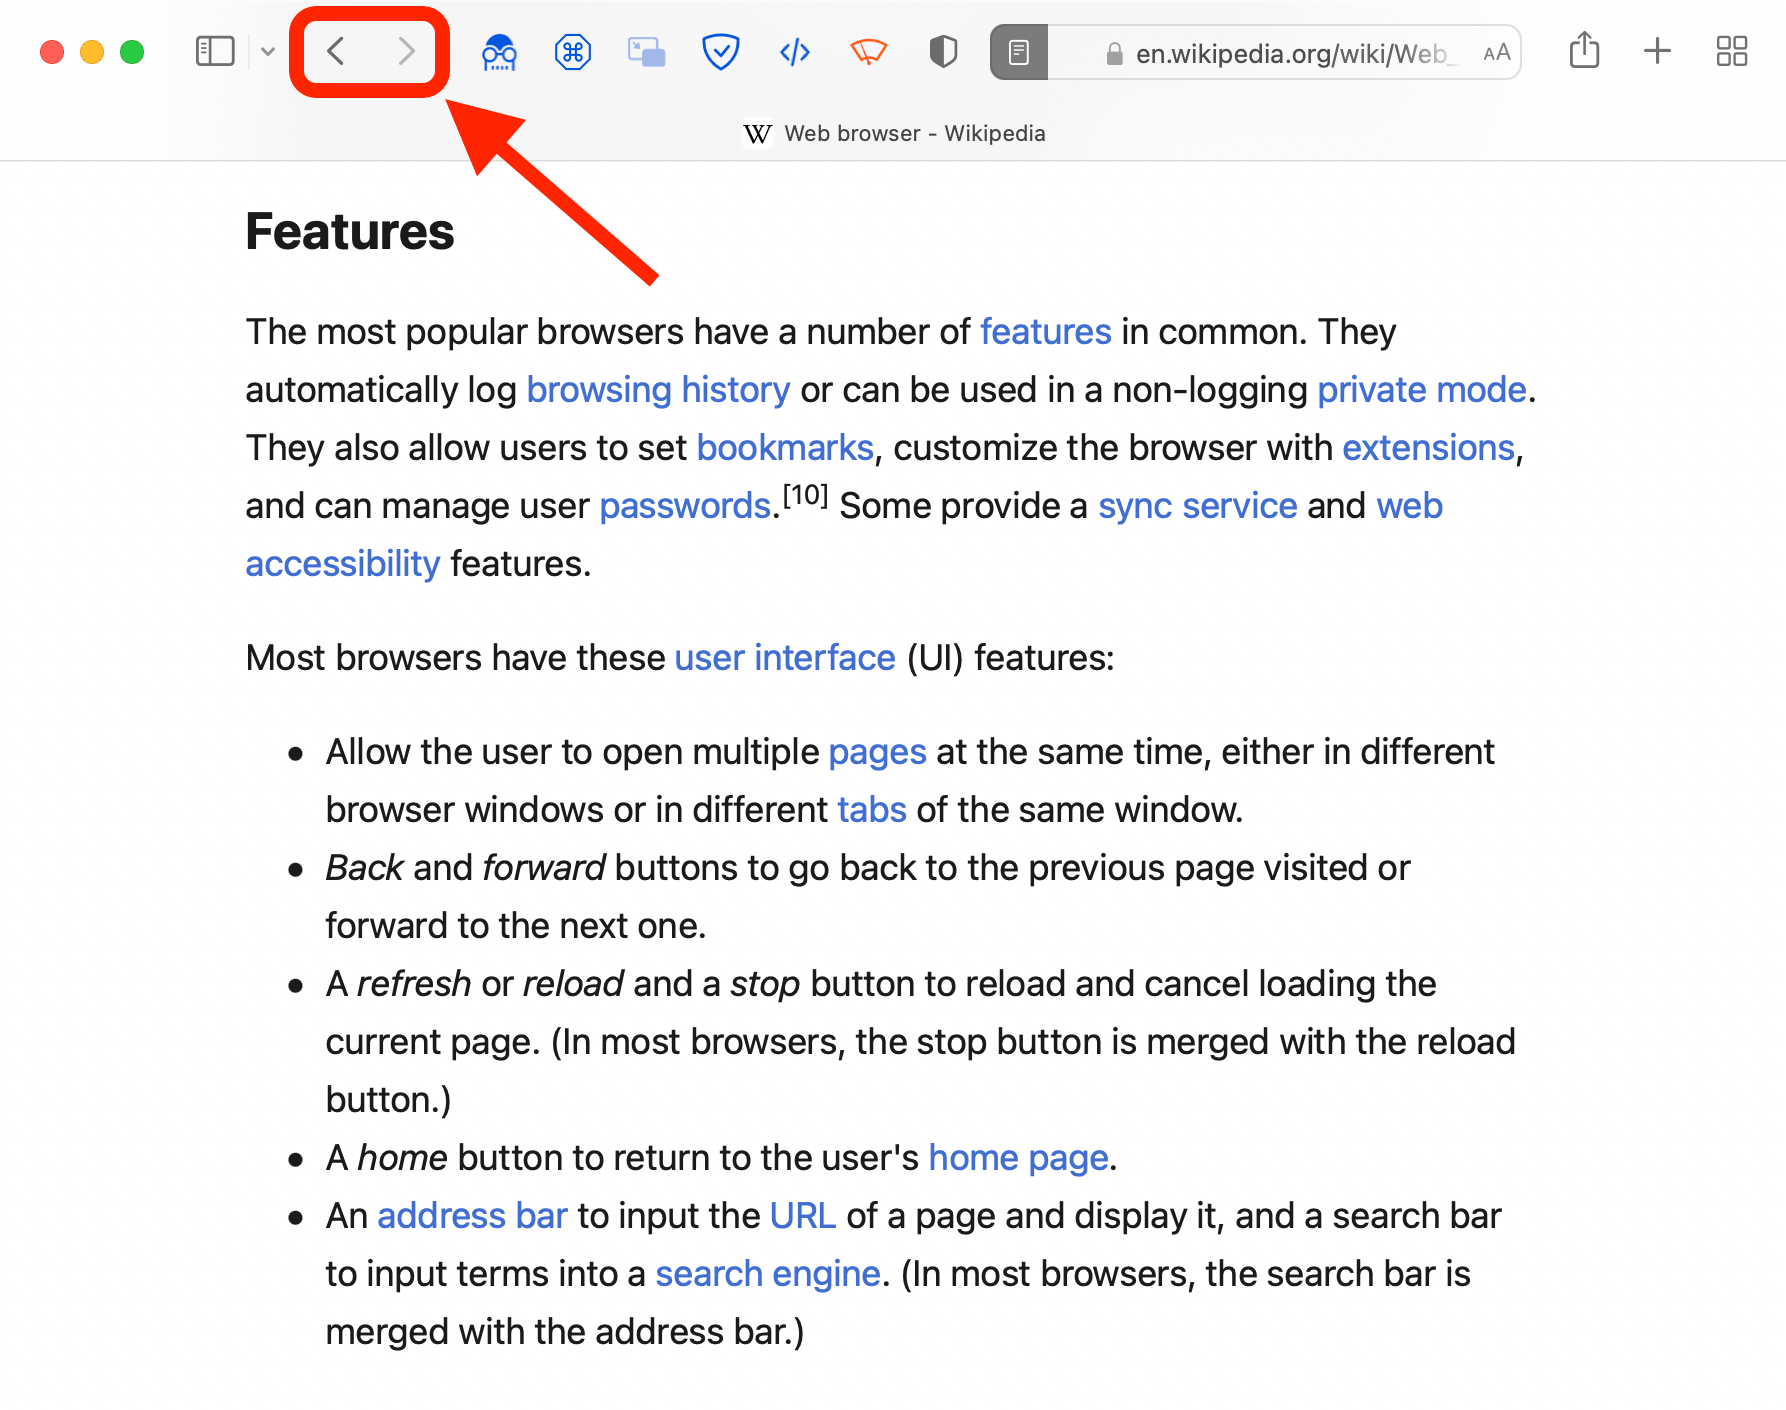 en.wikipedia.org/wiki/Web_ AA
W Web browser - Wikipedia
Features
The most popular browsers have a number of features in common. They
automatically log browsing history or can be used in a non-logging private mode.
They also allow users to set bookmarks, customize the browser with extensions,
and can manage user passwords.[10] Some provide a sync service and web
accessibility features.
Most browsers have these user interface (UI) features:
• Allow the user to open multiple pages at the same time, either in different
browser windows or in different tabs of the same window.
• Back and forward buttons to go back to the previous page visited or
forward to the next one.
• A refresh or reload and a stop button to reload and cancel loading the
current page. (In most browsers, the stop button is merged with the reload
button.)
• A home button to return to the user's home page.
• An address bar to input the URL of a page and display it, and a search bar
to input terms into a search engine. (In most browsers, the search bar is
merged with the address bar.)